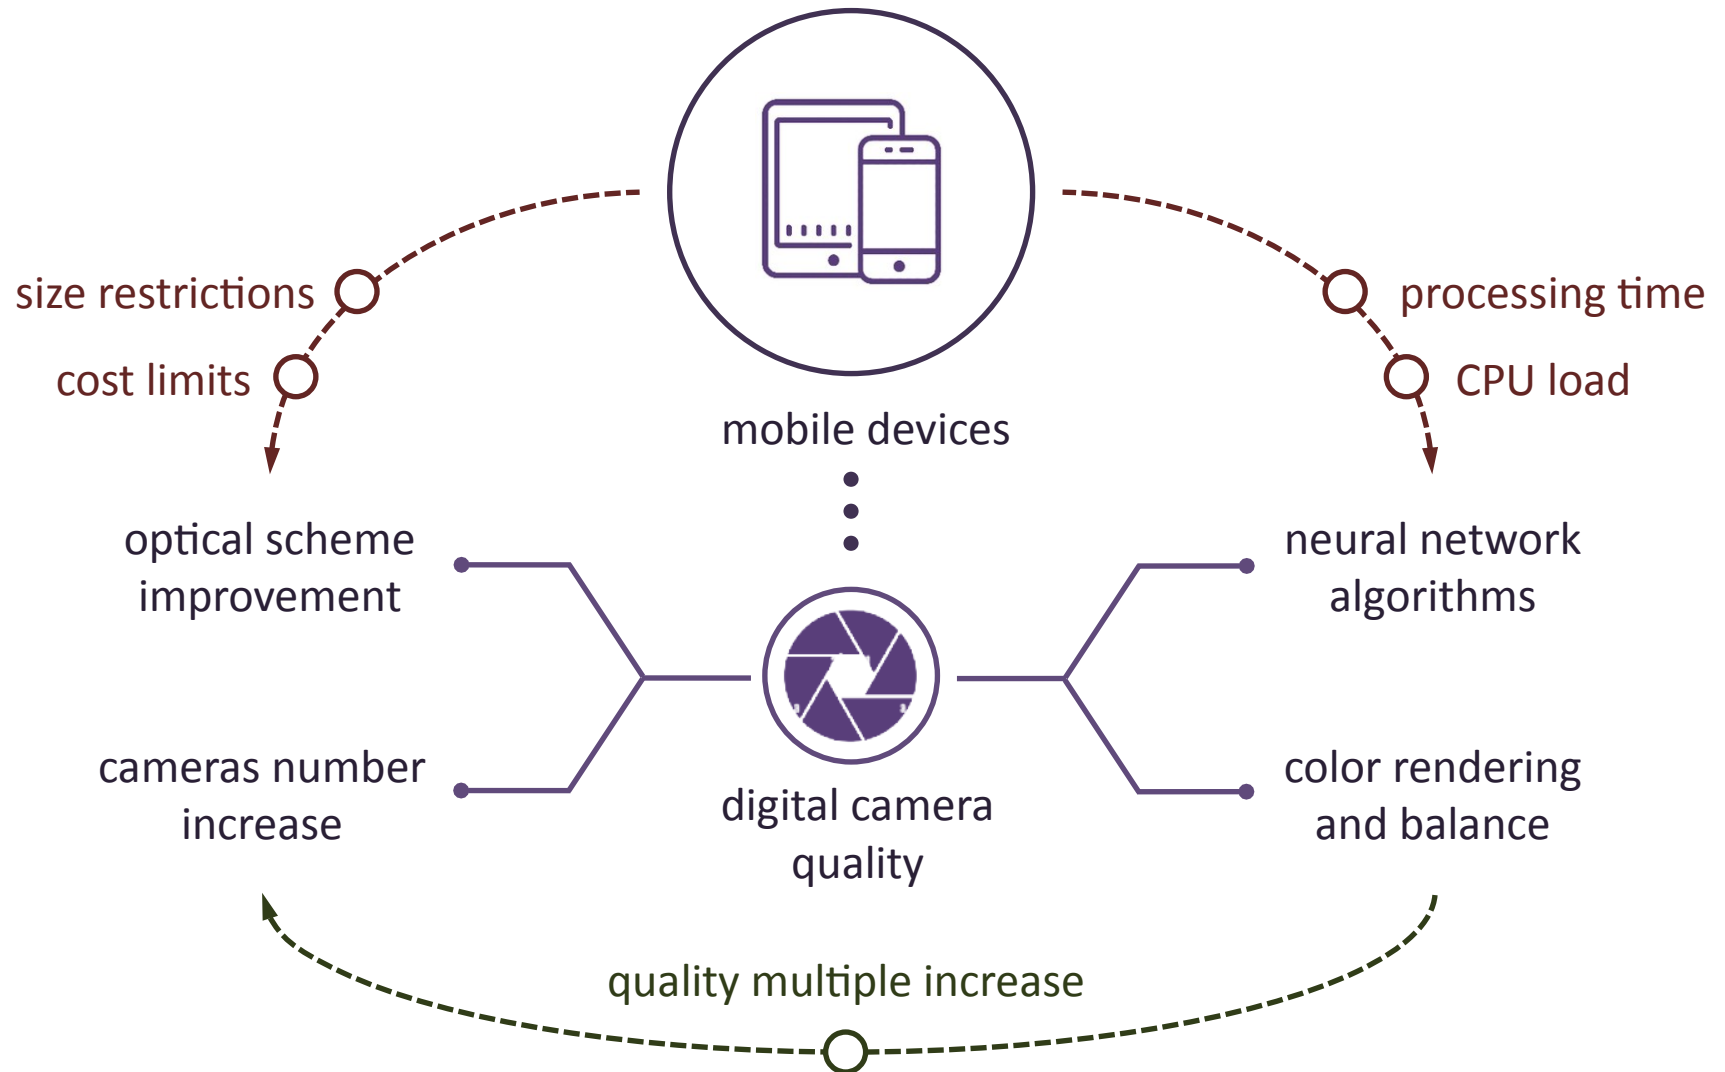 size restrictions
cost limits
processing time
CPU load
mobile devices
optical scheme
improvement
neural network
algorithms
cameras number
increase
digital camera
quality
color rendering
and balance
quality multiple increase